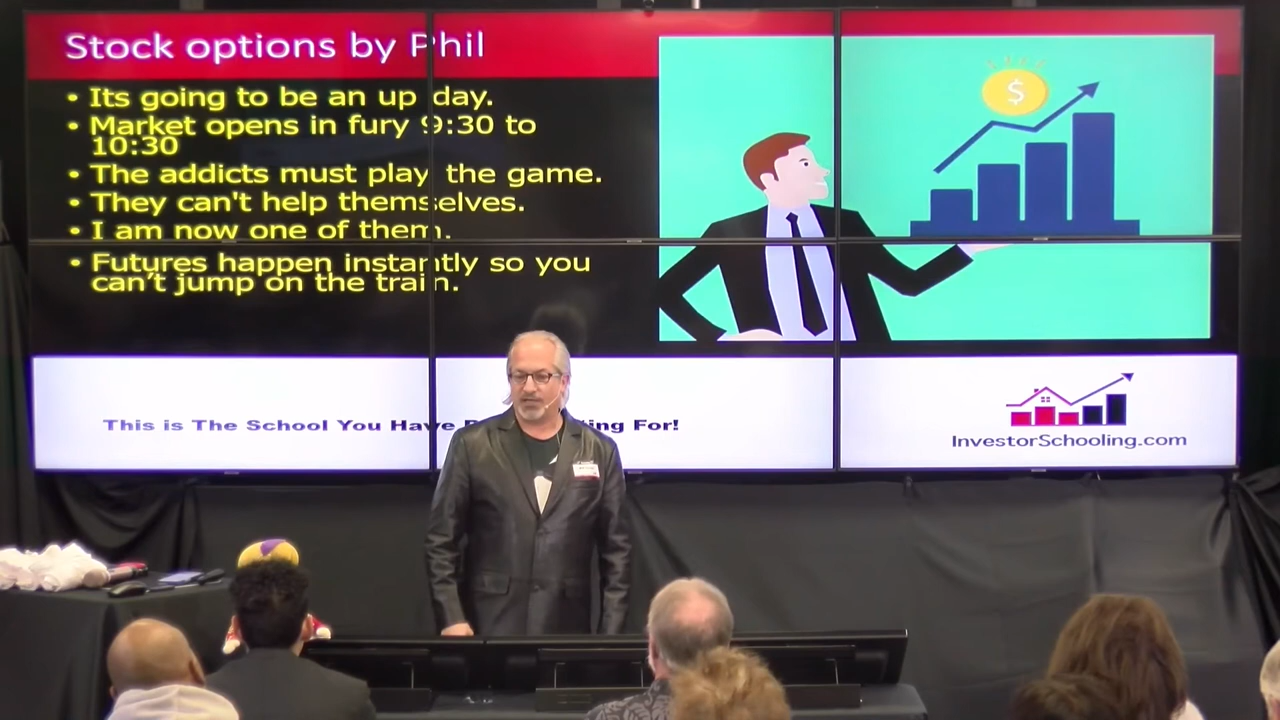 Stock options by Phil
• Its going to be an up day.
• Market opens in fury 9:30 to
10:30
• The addicts must play the game.
• They can't help themselves.
• I am now one of them.
• Futures happen instantly so you
can't jump on the train.
$
This is The School You Have ing For!
InvestorSchooling.com